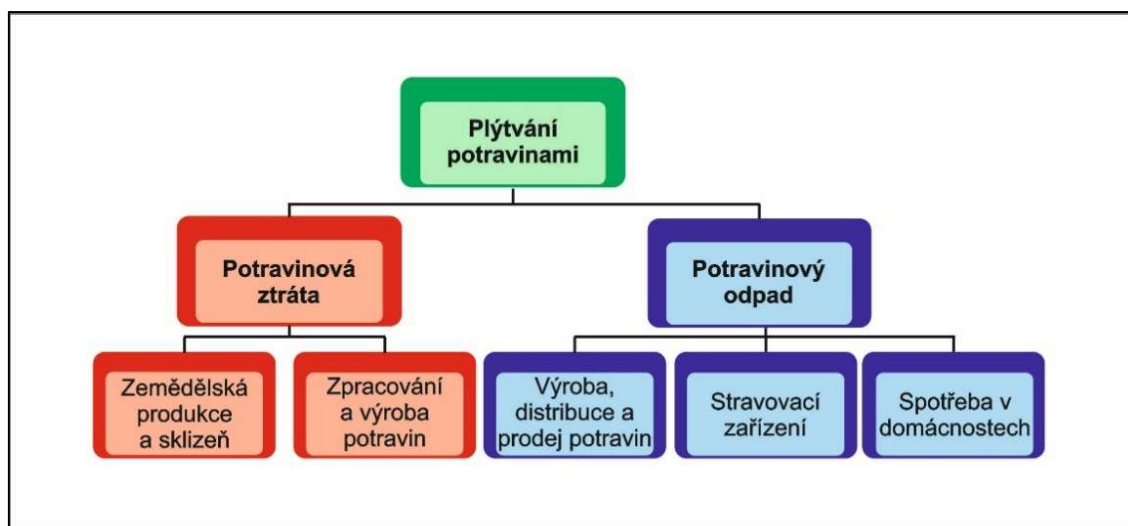 Plýtvání
potravinami
Potravinová
ztráta
Potravinový
odpad
Zemědělská
produkce
a sklizeň
Zpracování
a výroba
potravin
Výroba,
distribuce a
prodej potravin
Stravovací
zařízení
Spotřeba v
domácnostech